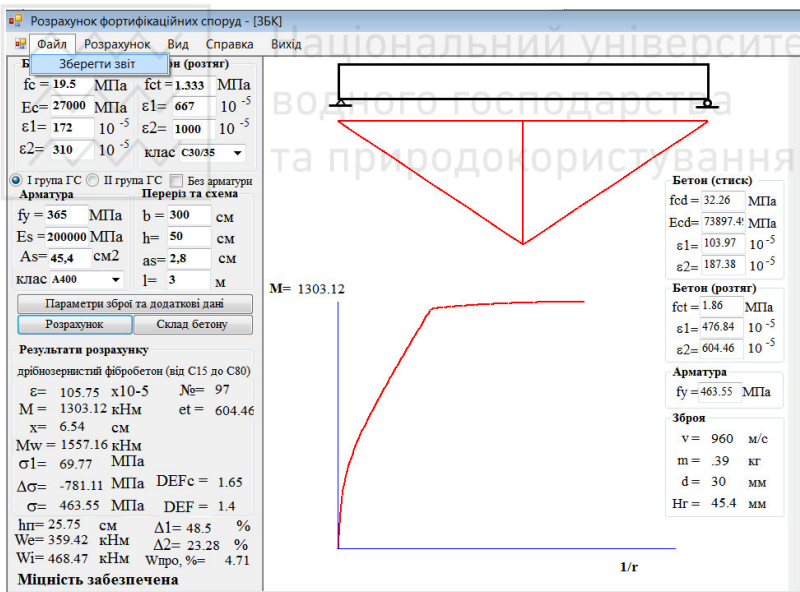 Розрахунок фортифікаційних споруд - [ЗБК]
Файл Розрахунок Вид Справка Вихід
Зберегти звіт
Національний університе
водного господарства
та природокористування
(розтяг)
fc = 19.5 МПа fct = 1.333 МПа
Ec= 27000 МПа ε1= 667 10 -5
ε1= 172 10 -5 ε2= 1000 10 -5
ε2= 310 10 -5 клас С30/35
І група ГС ІІ група ГС Без арматури
Арматура Переріз та схема
fy = 365 МПа b = 300 см
Es = 200000 МПа h= 50 см
As= 45,4 см2 as= 2,8 см
клас А400 l= 3 м
Параметри зброї та додаткові дані
Розрахунок Склад бетону
Результати розрахунку
дрібнозернистий фібробетон (від С15 до С80)
ε= 105.75 x10-5 №= 97
M = 1303.12 кНм et = 604.46
x= 6.54 см
Mw = 1557.16 кНм
σ1= 69.77 МПа
Δσ= -781.11 МПа DEFc = 1.65
σ= 463.55 МПа DEF = 1.4
hп= 25.75 см Δ1= 48.5 %
We= 359.42 кНм Δ2= 23.28 %
Wi= 468.47 кНм Wпро, %= 4.71
Міцність забезпечена
M= 1303.12
1/r
Бетон (стиск)
fcd = 32.26 МПа
Ecd= 73897.49 МПа
ε1= 103.97 10 -5
ε2= 187.38 10 -5
Бетон (розтяг)
fct = 1.86 МПа
ε1= 476.84 10 -5
ε2= 604.46 10 -5
Арматура
fy = 463.55 МПа
Зброя
v = 960 м/с
m = .39 кг
d = 30 мм
Hr = 45.4 мм